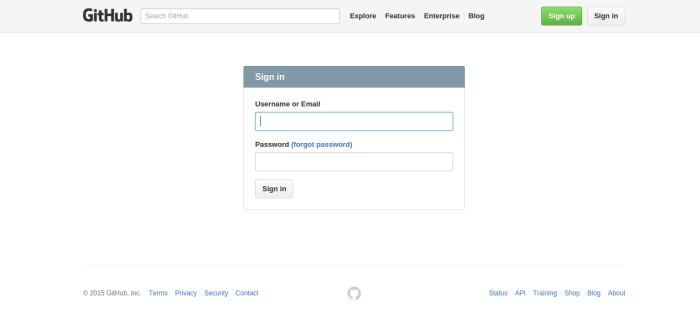 GitHub Search GitHub Explore Features Enterprise Blog Sign up Sign in
Sign in
Username or Email
Password (forgot password)
Sign in
© 2015 GitHub, Inc. Terms Privacy Security Contact Status API Training Shop Blog About